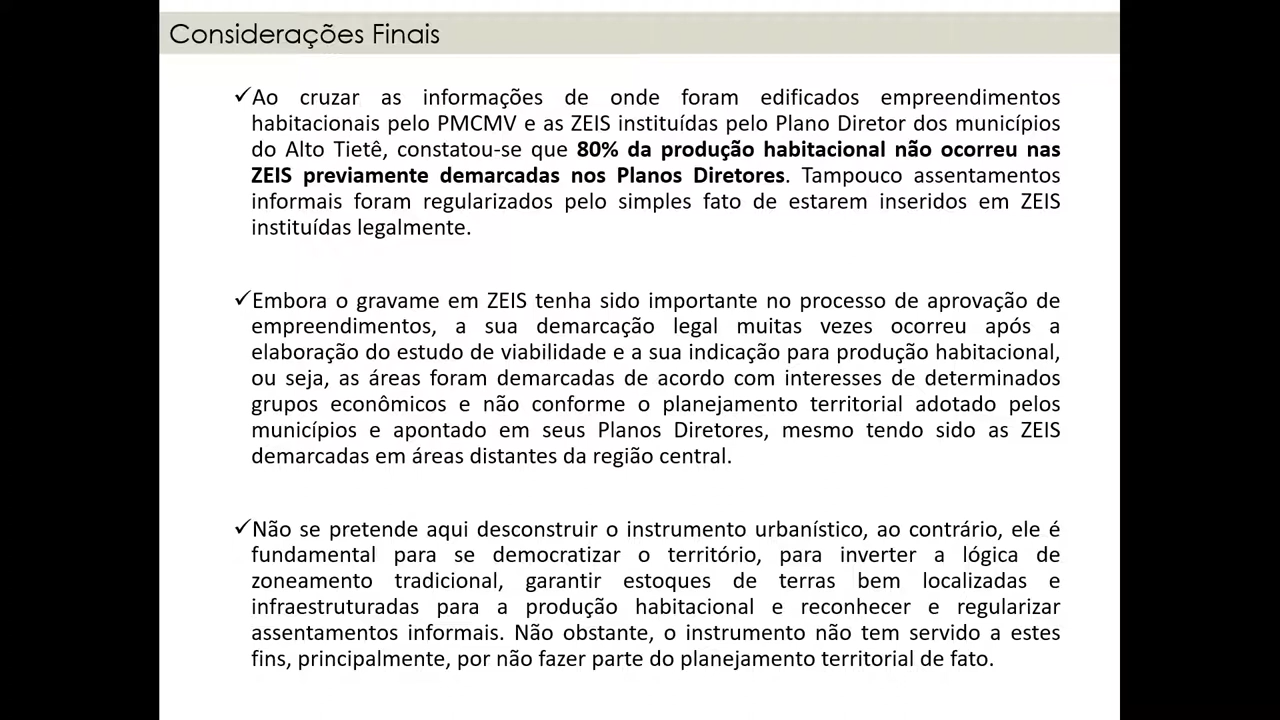 Considerações Finais
✓Ao cruzar as informações de onde foram edificados empreendimentos
habitacionais pelo PMCMV e as ZEIS instituídas pelo Plano Diretor dos municípios
do Alto Tietê, constatou-se que 80% da produção habitacional não ocorreu nas
ZEIS previamente demarcadas nos Planos Diretores. Tampouco assentamentos
informais foram regularizados pelo simples fato de estarem inseridos em ZEIS
instituídas legalmente.
✓Embora o gravame em ZEIS tenha sido importante no processo de aprovação de
empreendimentos, a sua demarcação legal muitas vezes ocorreu após a
elaboração do estudo de viabilidade e a sua indicação para produção habitacional,
ou seja, as áreas foram demarcadas de acordo com interesses de determinados
grupos econômicos e não conforme o planejamento territorial adotado pelos
municípios e apontado em seus Planos Diretores, mesmo tendo sido as ZEIS
demarcadas em áreas distantes da região central.
✓Não se pretende aqui desconstruir o instrumento urbanístico, ao contrário, ele é
fundamental para se democratizar o território, para inverter a lógica de
zoneamento tradicional, garantir estoques de terras bem localizadas e
infraestruturadas para a produção habitacional e reconhecer e regularizar
assentamentos informais. Não obstante, o instrumento não tem servido a estes
fins, principalmente, por não fazer parte do planejamento territorial de fato.